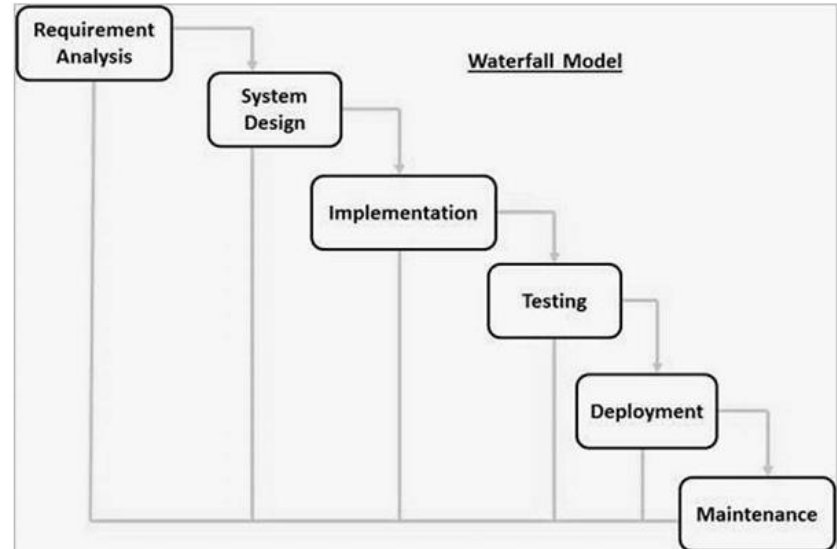 Requirement
Analysis
Waterfall Model
System
Design
Implementation
Testing
Deployment
Maintenance